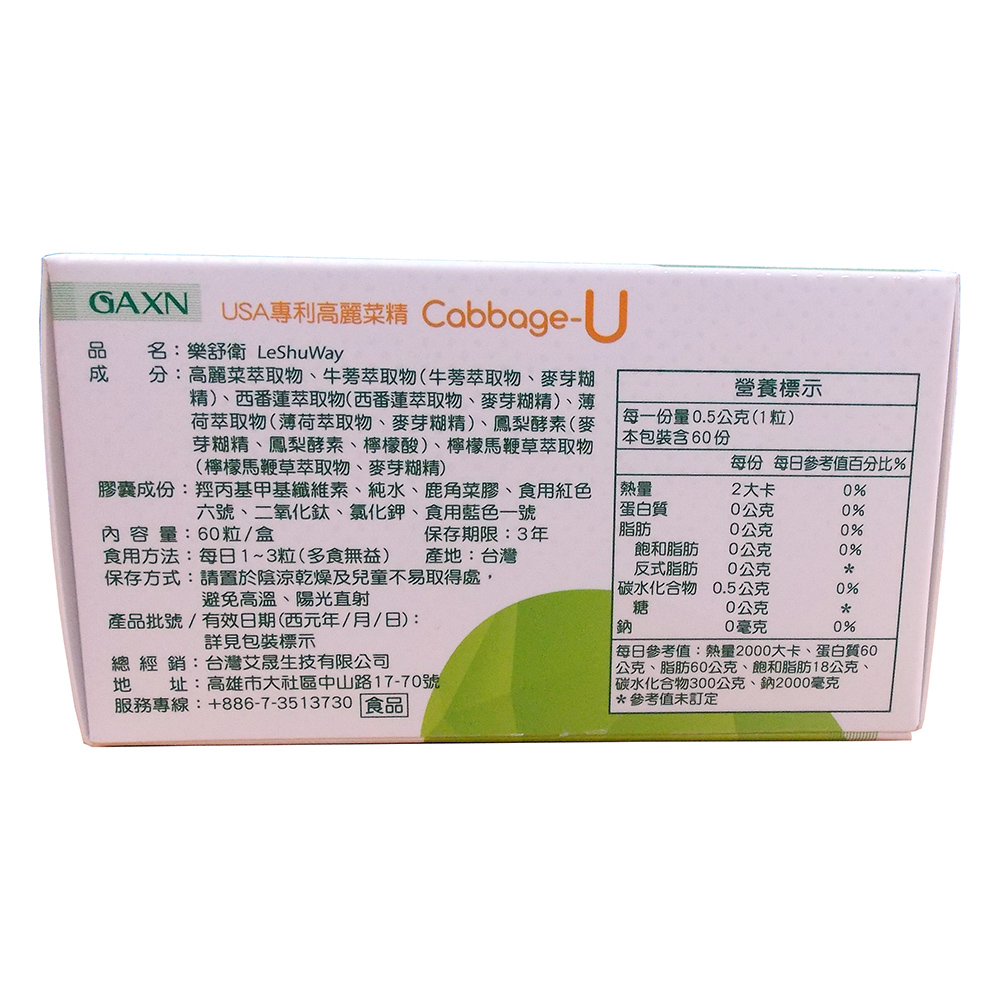 GAXN
USA專利高麗菜精 Cabbage-U
品　　名：樂舒衛 LeShuWay
成　　分：高麗菜萃取物、牛蒡萃取物(牛蒡萃取物、麥芽糊
精)、西番蓮萃取物(西番蓮萃取物、麥芽糊精)、薄
荷萃取物(薄荷萃取物、麥芽糊精)、鳳梨酵素(麥
芽糊精、鳳梨酵素、檸檬酸)、檸檬馬鞭草萃取物
(檸檬馬鞭草萃取物、麥芽糊精)
膠囊成份：羥丙基甲基纖維素、純水、鹿角菜膠、食用紅色
六號、二氧化鈦、氯化鉀、食用藍色一號
內 容 量：60粒/盒　保存期限：3年
食用方法：每日1~3粒(多食無益)　產地：台灣
保存方式：請置於陰涼乾燥及兒童不易取得處，
避免高溫、陽光直射
產品批號/有效日期(西元年/月/日)：
詳見包裝標示
總 經 銷：台灣艾晟生技有限公司
地　　址：高雄市大社區中山路17-70號
服務專線：+886-7-3513730 食品
營養標示
每一份量0.5公克(1粒)
本包裝含60份
每份 每日參考值百分比%
熱量 2大卡 0%
蛋白質 0公克 0%
脂肪 0公克 0%
飽和脂肪 0公克 0%
反式脂肪 0公克 *
碳水化合物 0.5公克 0%
糖 0公克 *
鈉 0毫克 0%
每日參考值：熱量2000大卡、蛋白質60
公克、脂肪60公克、飽和脂肪18公克、
碳水化合物300公克、鈉2000毫克
*參考值未訂定